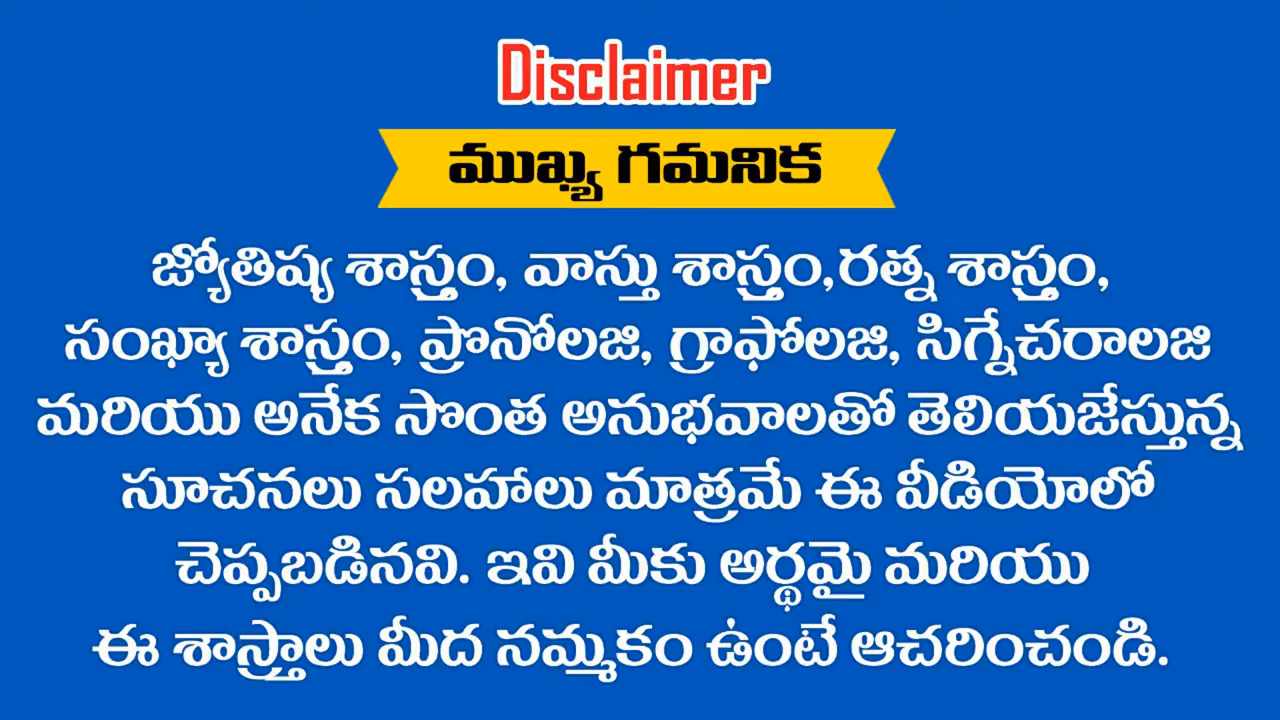 Disclaimer
ముఖ్య గమనిక
జ్యోతిష్య శాస్త్రం, వాస్తు శాస్త్రం,రత్న శాస్త్రం,
సంఖ్యా శాస్త్రం, ప్రొనోలజి, గ్రాఫోలజి, సిగ్నేచరాలజి
మరియు అనేక సొంత అనుభవాలతో తెలియజేస్తున్న
సూచనలు సలహాలు మాత్రమే ఈ వీడియోలో
చెప్పబడినవి. ఇవి మీకు అర్థమై మరియు
ఈ శాస్త్రాలు మీద నమ్మకం ఉంటే ఆచరించండి.